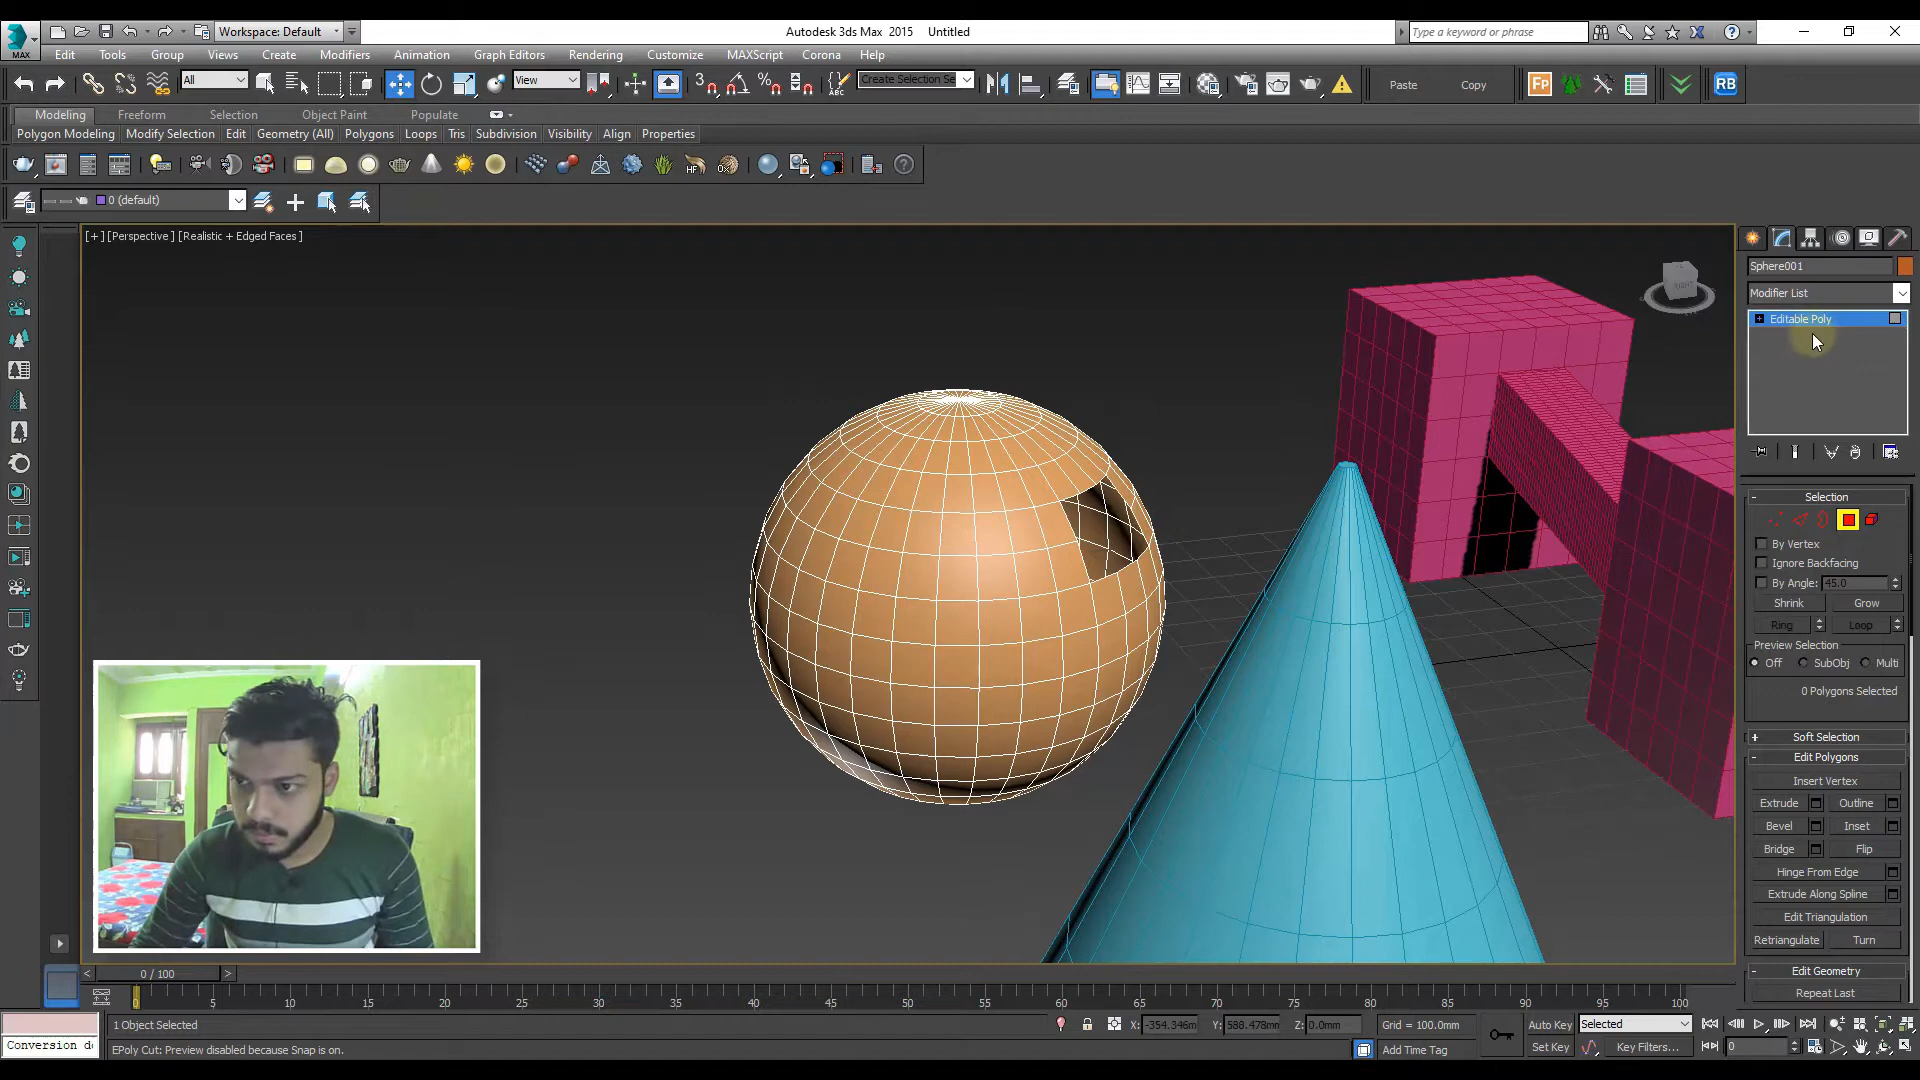 Workspace: Default
Autodesk 3ds Max 2015 Untitled
Type a keyword or phrase
MAX
Edit Tools Group Views Create Modifiers Animation Graph Editors Rendering Customize MAXScript Corona Help
All View 3 Create Selection Se Paste Copy Fp RB
Modeling Freeform Selection Object Paint Populate
Polygon Modeling Modify Selection Edit Geometry (All) Polygons Loops Tris Subdivision Visibility Align Properties
HF
0 (default)
[+] [Perspective] [Realistic + Edged Faces]
Sphere001
Modifier List
Editable Poly
Selection
By Vertex
Ignore Backfacing
By Angle: 45.0
Shrink Grow
Ring Loop
Preview Selection
Off SubObj Multi
0 Polygons Selected
Soft Selection
Edit Polygons
Insert Vertex
Extrude Outline
Bevel Inset
Bridge Flip
Hinge From Edge
Extrude Along Spline
Edit Triangulation
Retriangulate Turn
Edit Geometry
Repeat Last
< 0 / 100 >
0 5 10 15 20 25 30 35 40 45 50 55 60 65 70 75 80 85 90 95 100
1 Object Selected X: -354.346m Y: 588.478mm Z: 0.0mm Grid = 100.0mm Auto Key Selected
Conversion d EPoly Cut: Preview disabled because Snap is on. Add Time Tag Set Key Key Filters... 0